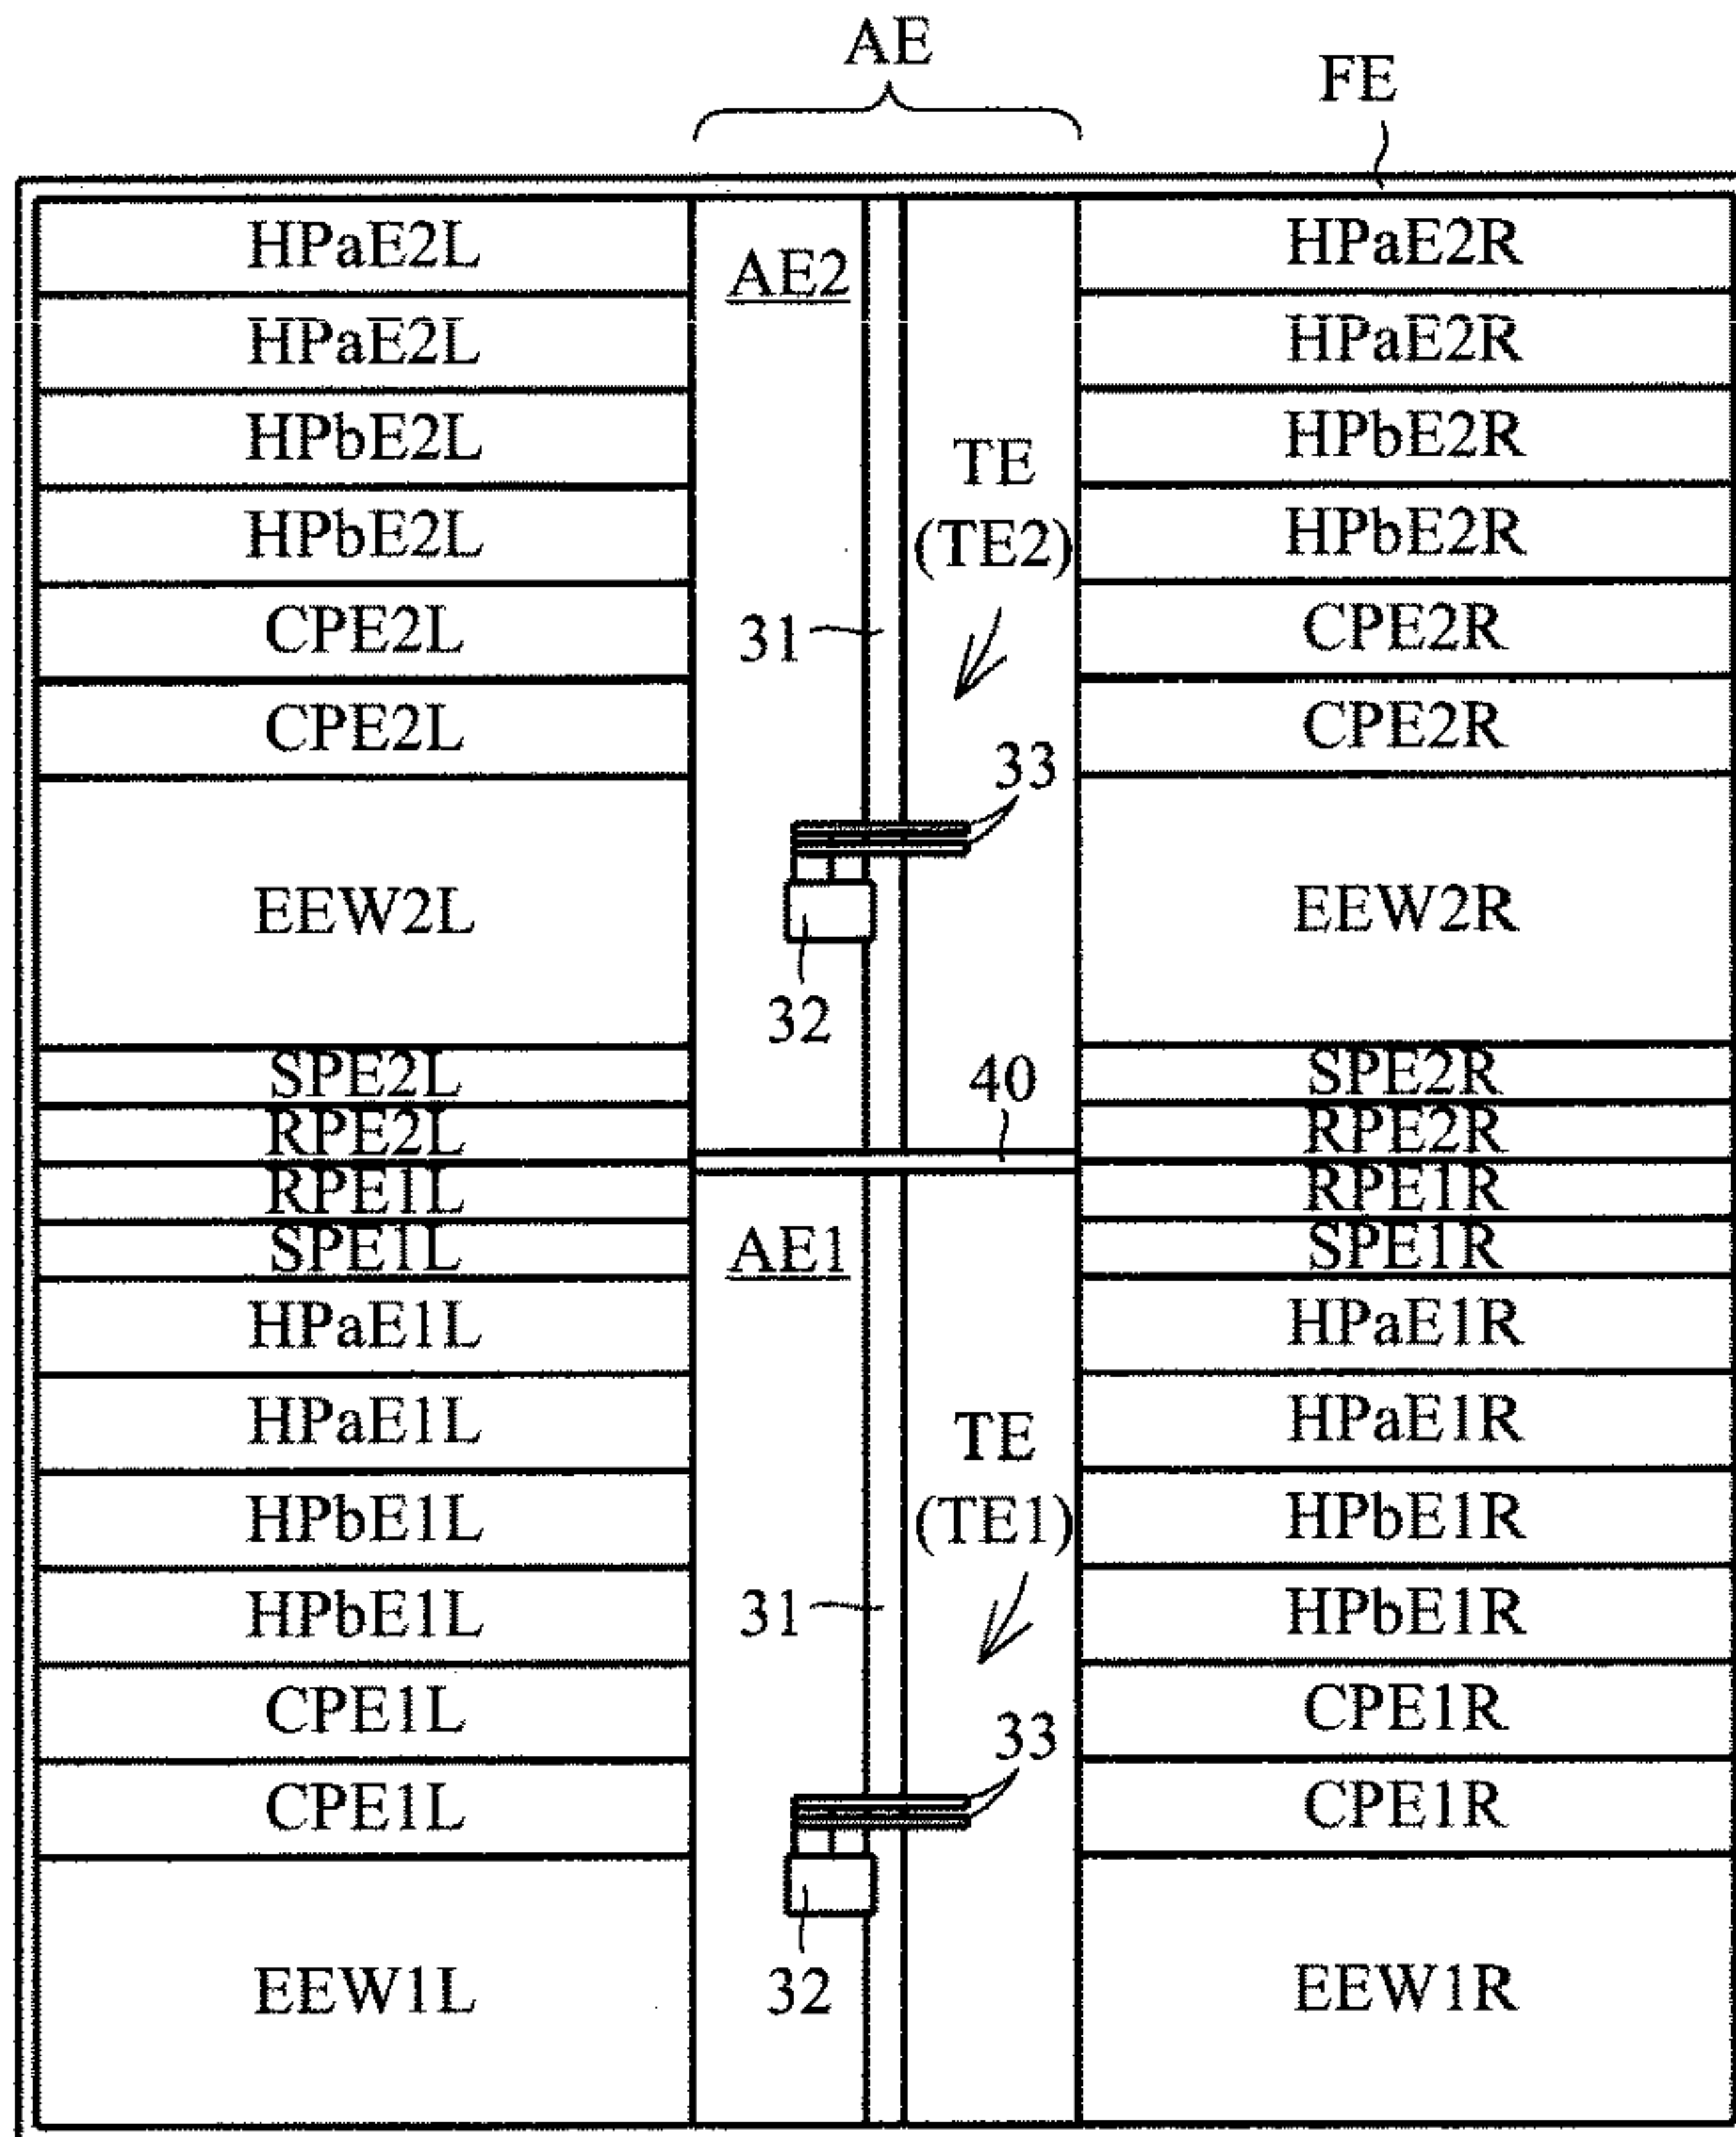 AE
FE
HPaE2L
HPaE2L
HPbE2L
HPbE2L
CPE2L
CPE2L
EEW2L
SPE2L
RPE2L
RPE1L
SPE1L
HPaE1L
HPaE1L
HPbE1L
HPbE1L
CPE1L
CPE1L
EEW1L
AE2
TE
(TE2)
31
33
32
40
AE1
TE
(TE1)
31
33
32
HPaE2R
HPaE2R
HPbE2R
HPbE2R
CPE2R
CPE2R
EEW2R
SPE2R
RPE2R
RPE1R
SPE1R
HPaE1R
HPaE1R
HPbE1R
HPbE1R
CPE1R
CPE1R
EEW1R